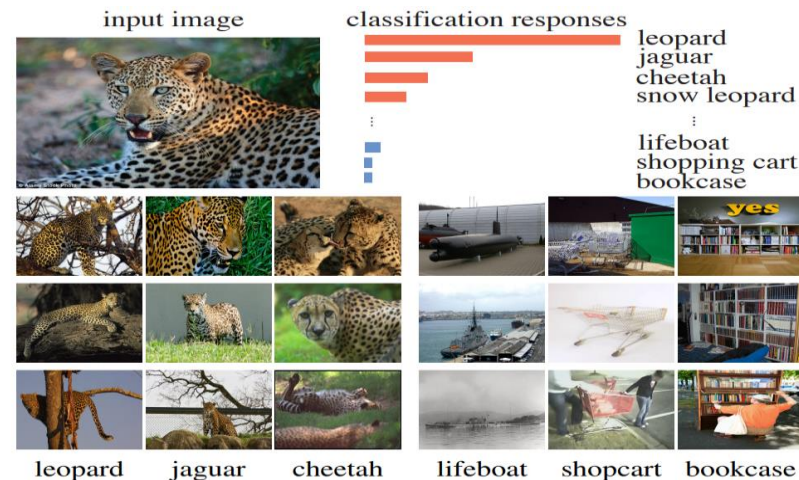 input image
classification responses
leopard
jaguar
cheetah
snow leopard
lifeboat
shopping cart
bookcase
yes
leopard
jaguar
cheetah
lifeboat
shopcart
bookcase